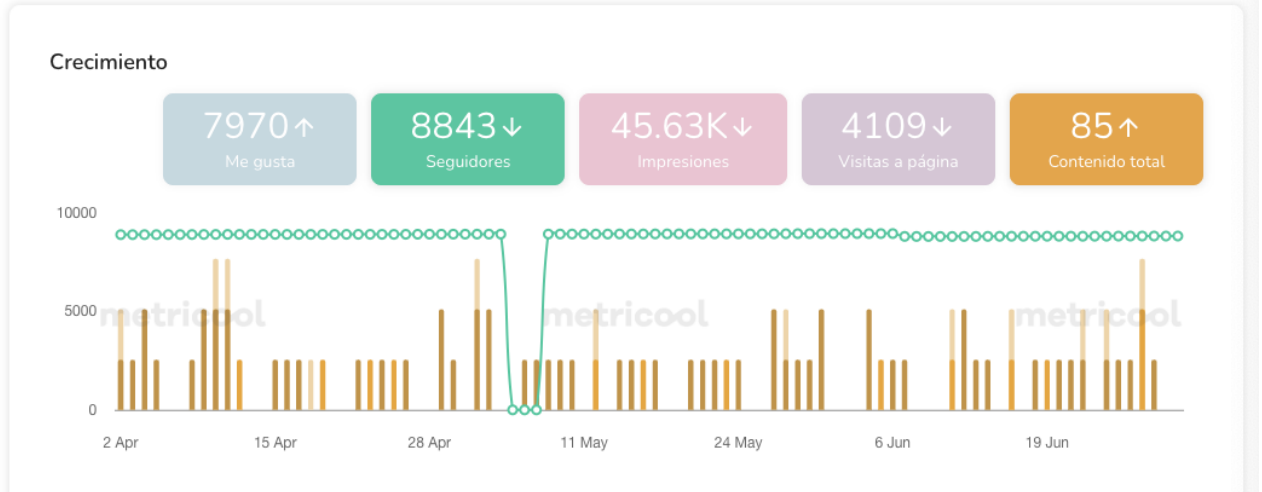 Crecimiento
7970↑ 8843↓ 45.63K↓ 4109↓ 85↑
Me gusta Seguidores Impresiones Visitas a página Contenido total
10000
5000
metricool metricool metricool
0
2 Apr 15 Apr 28 Apr 11 May 24 May 6 Jun 19 Jun